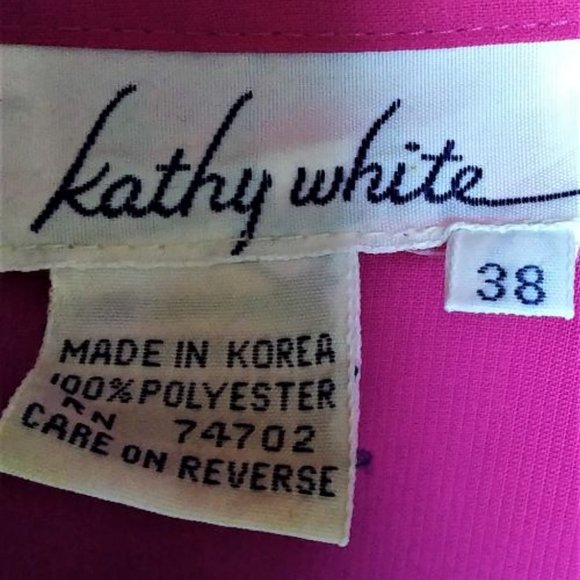 kathy white
38
MADE IN KOREA
100% POLYESTER
RN 74702
CARE ON REVERSE